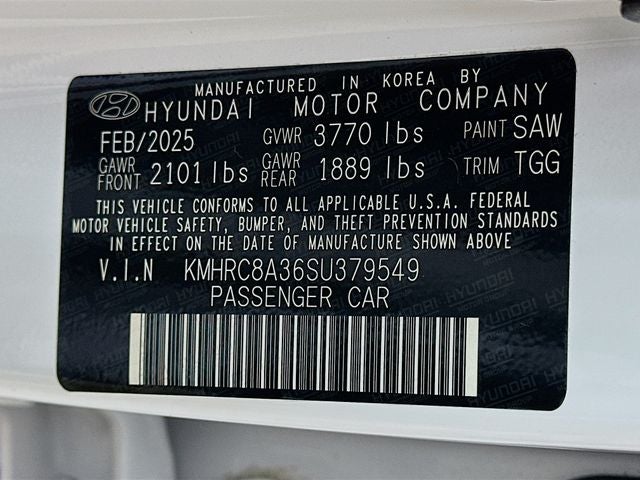 MANUFACTURED IN KOREA BY
HYUNDAI MOTOR COMPANY
FEB/2025 GVWR 3770 lbs PAINT SAW
GAWR FRONT 2101 lbs GAWR REAR 1889 lbs TRIM TGG
THIS VEHICLE CONFORMS TO ALL APPLICABLE U.S.A. FEDERAL
MOTOR VEHICLE SAFETY, BUMPER, AND THEFT PREVENTION STANDARDS
IN EFFECT ON THE DATE OF MANUFACTURE SHOWN ABOVE
V.I.N KMHRC8A36SU379549
PASSENGER CAR